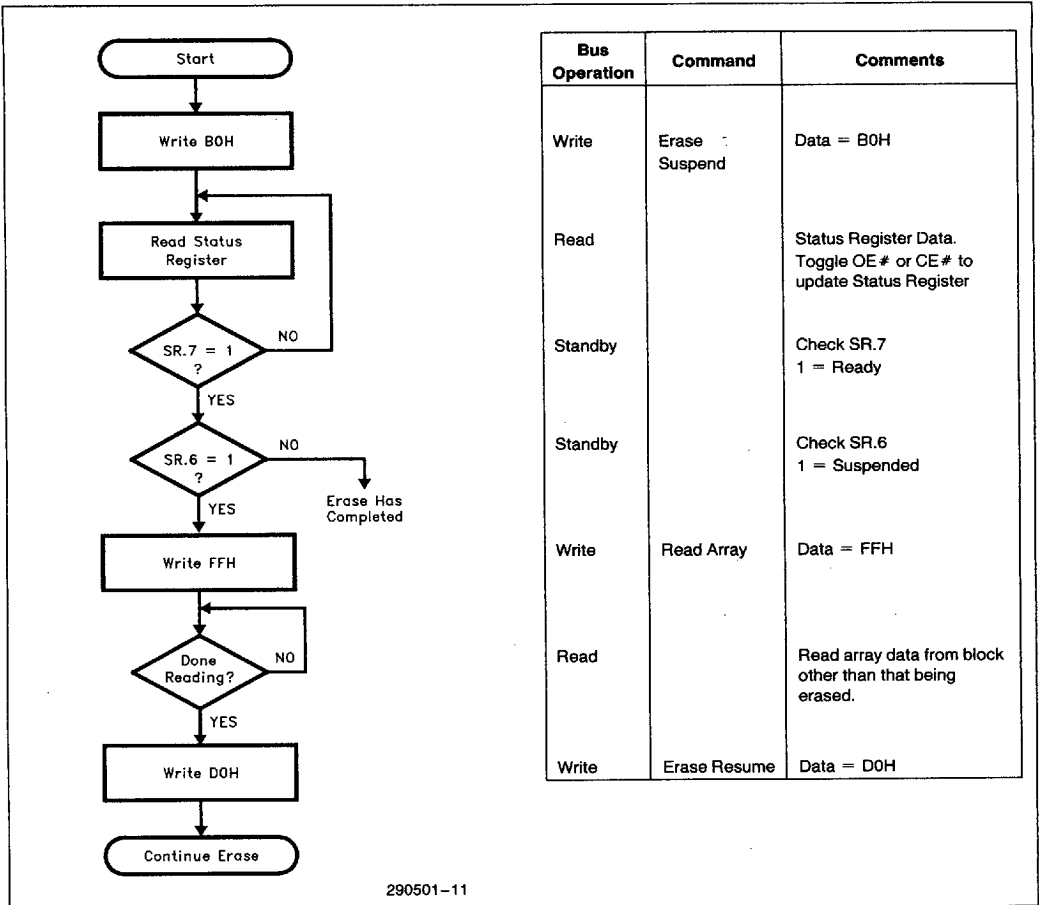 Start
Write B0H
Read Status
Register
SR.7 = 1
?
NO
YES
SR.6 = 1
?
NO
Erase Has
Completed
YES
Write FFH
Done
Reading?
NO
YES
Write D0H
Continue Erase
290501-11
Bus
Operation
Command
Comments
Write
Erase
Suspend
Data = B0H
Read
Status Register Data.
Toggle OE# or CE# to
update Status Register
Standby
Check SR.7
1 = Ready
Standby
Check SR.6
1 = Suspended
Write
Read Array
Data = FFH
Read
Read array data from block
other than that being
erased.
Write
Erase Resume
Data = D0H